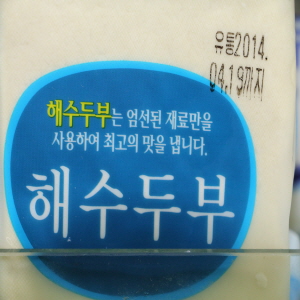 유통2014.
04.19까지
해수두부는 엄선된 재료만을
사용하여 최고의 맛을 냅니다.
해수두부